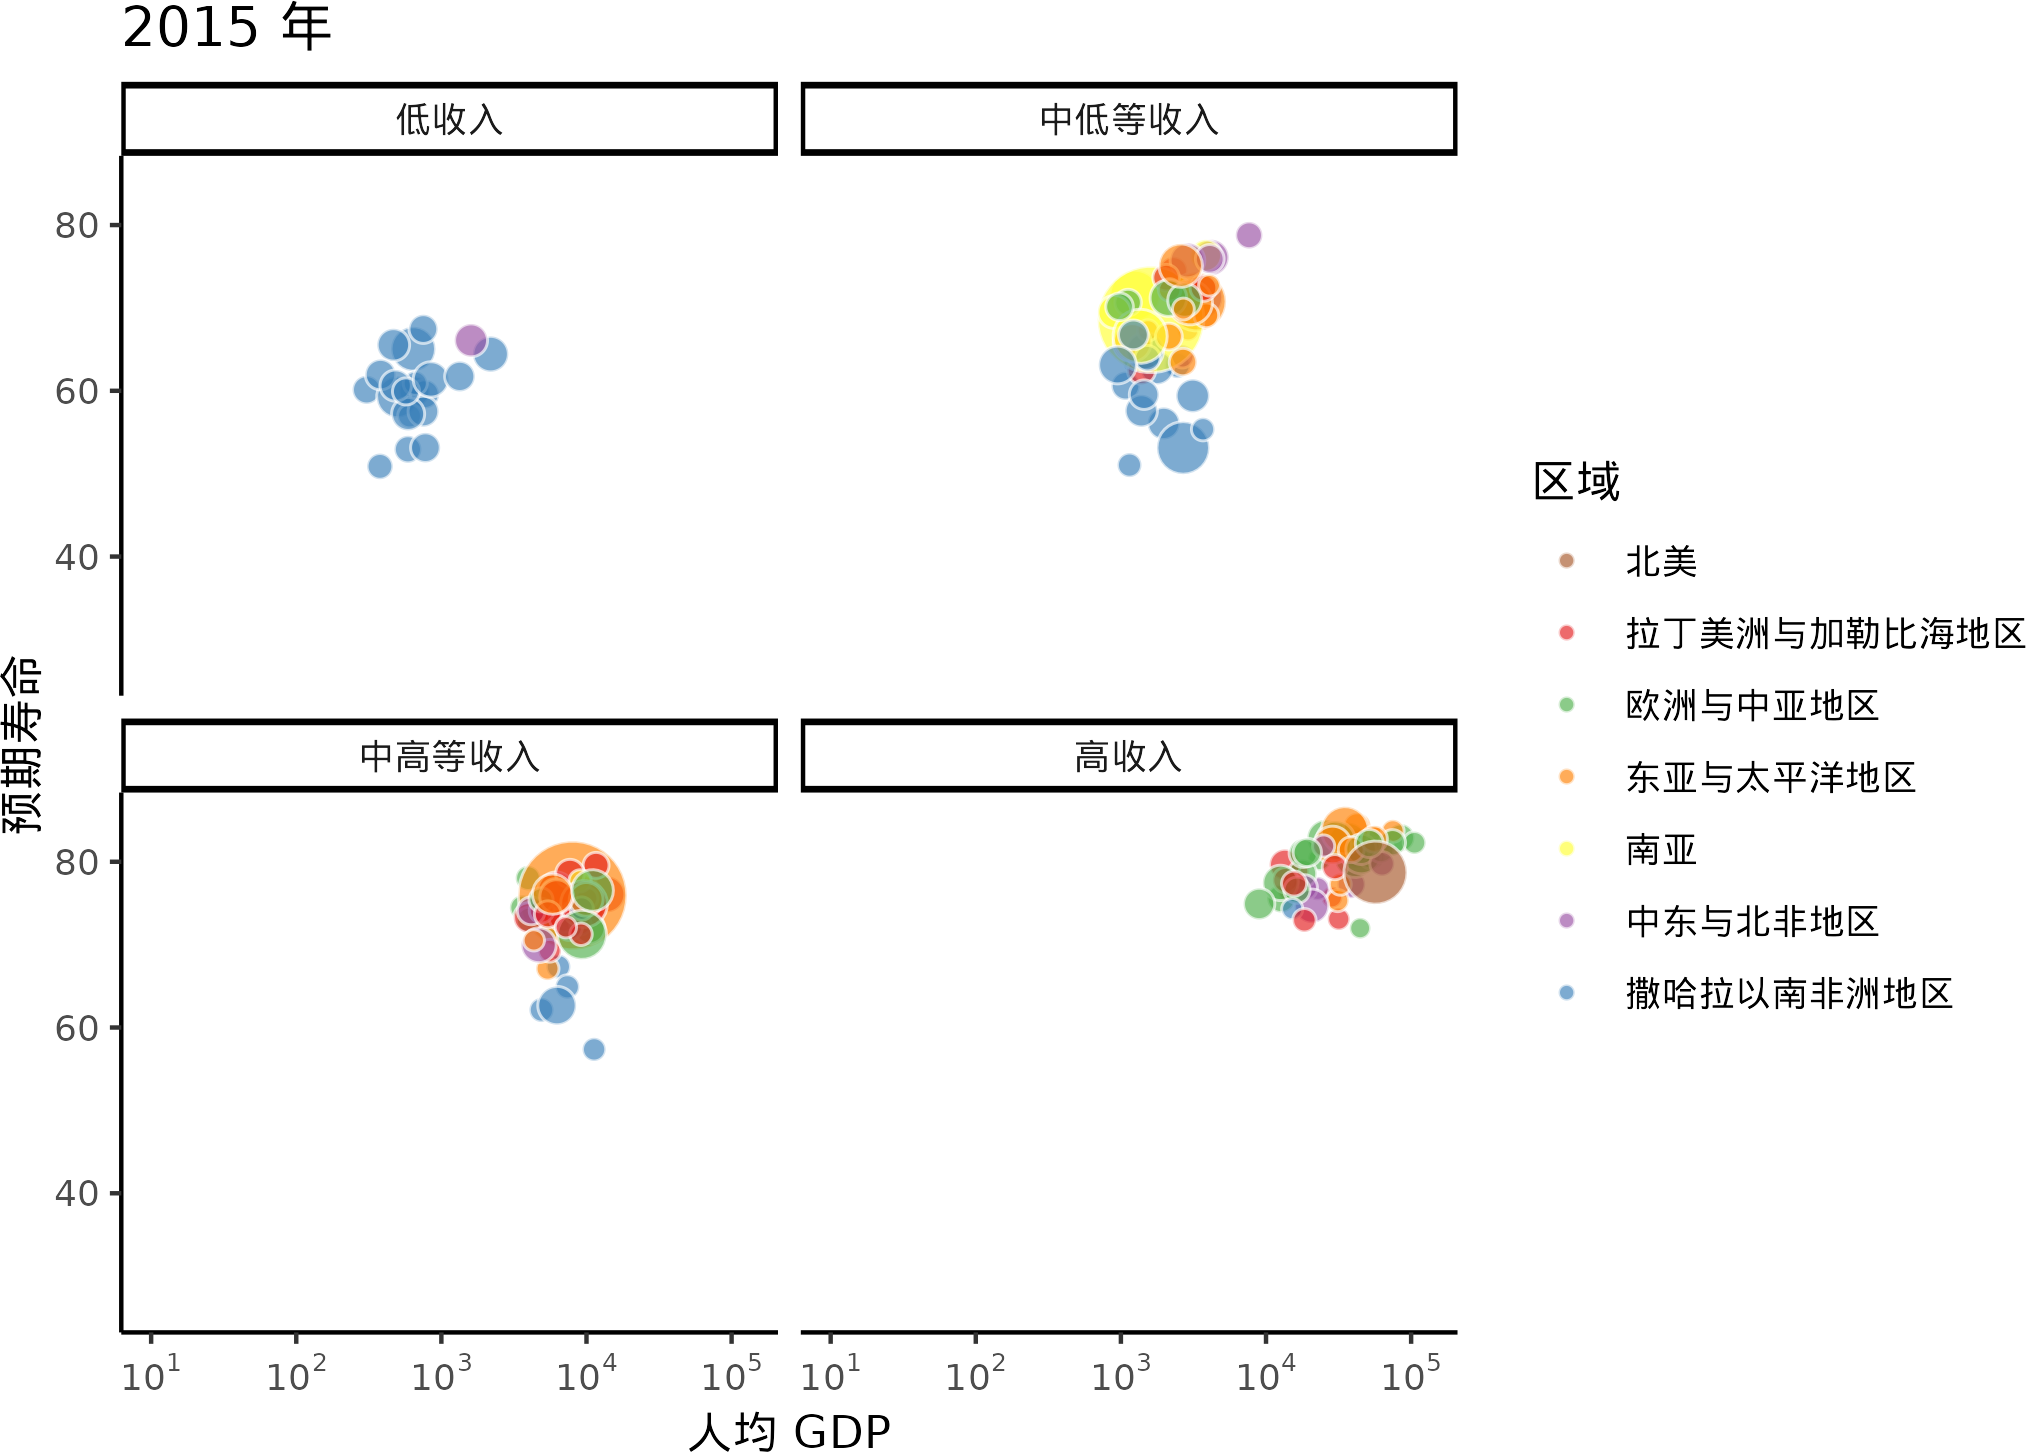 2015 年
低收入
中低等收入
80
60
40
中高等收入
高收入
80
60
40
10¹ 10² 10³ 10⁴ 10⁵
10¹ 10² 10³ 10⁴ 10⁵
人均 GDP
预期寿命
区域
北美
拉丁美洲与加勒比海地区
欧洲与中亚地区
东亚与太平洋地区
南亚
中东与北非地区
撒哈拉以南非洲地区